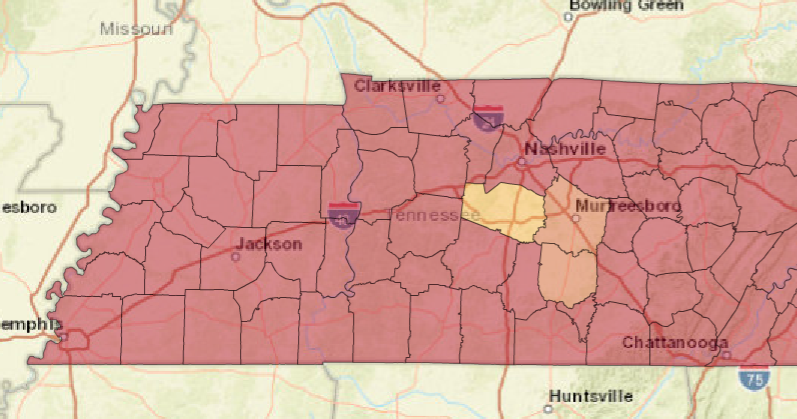 Bowling Green
Missouri
Clarksville
Nashville
esboro
Tennessee
Murfreesboro
Jackson
emphis
Chattanooga
75
Huntsville